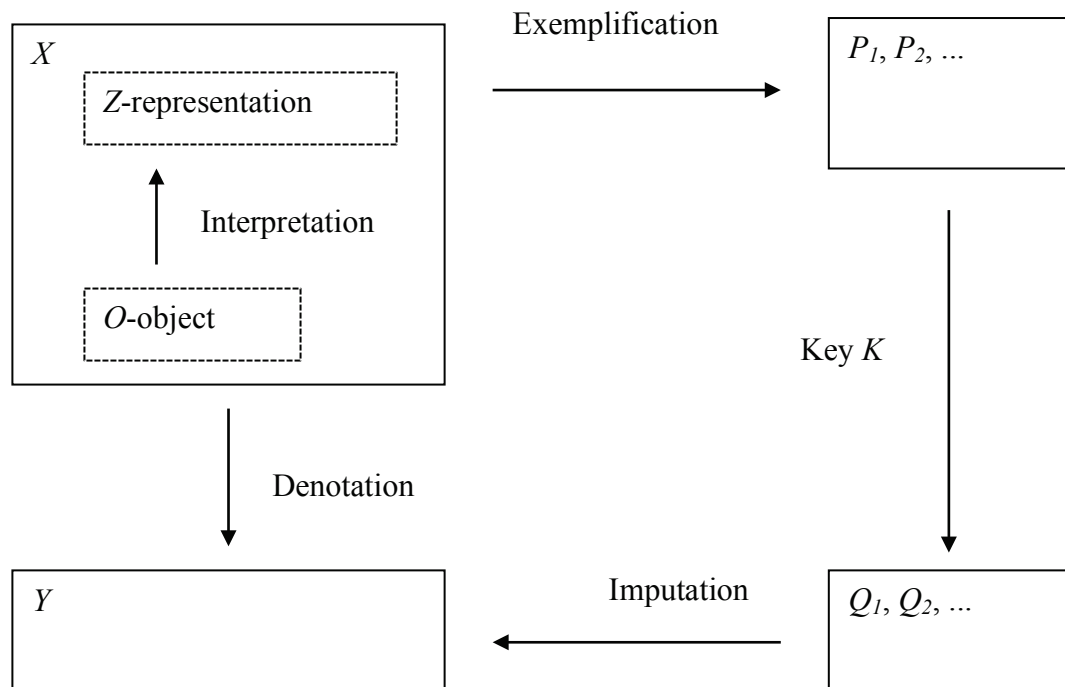 Exemplification
X
P1, P2, ...
Z-representation
Interpretation
O-object
Key K
Denotation
Imputation
Y
Q1, Q2, ...